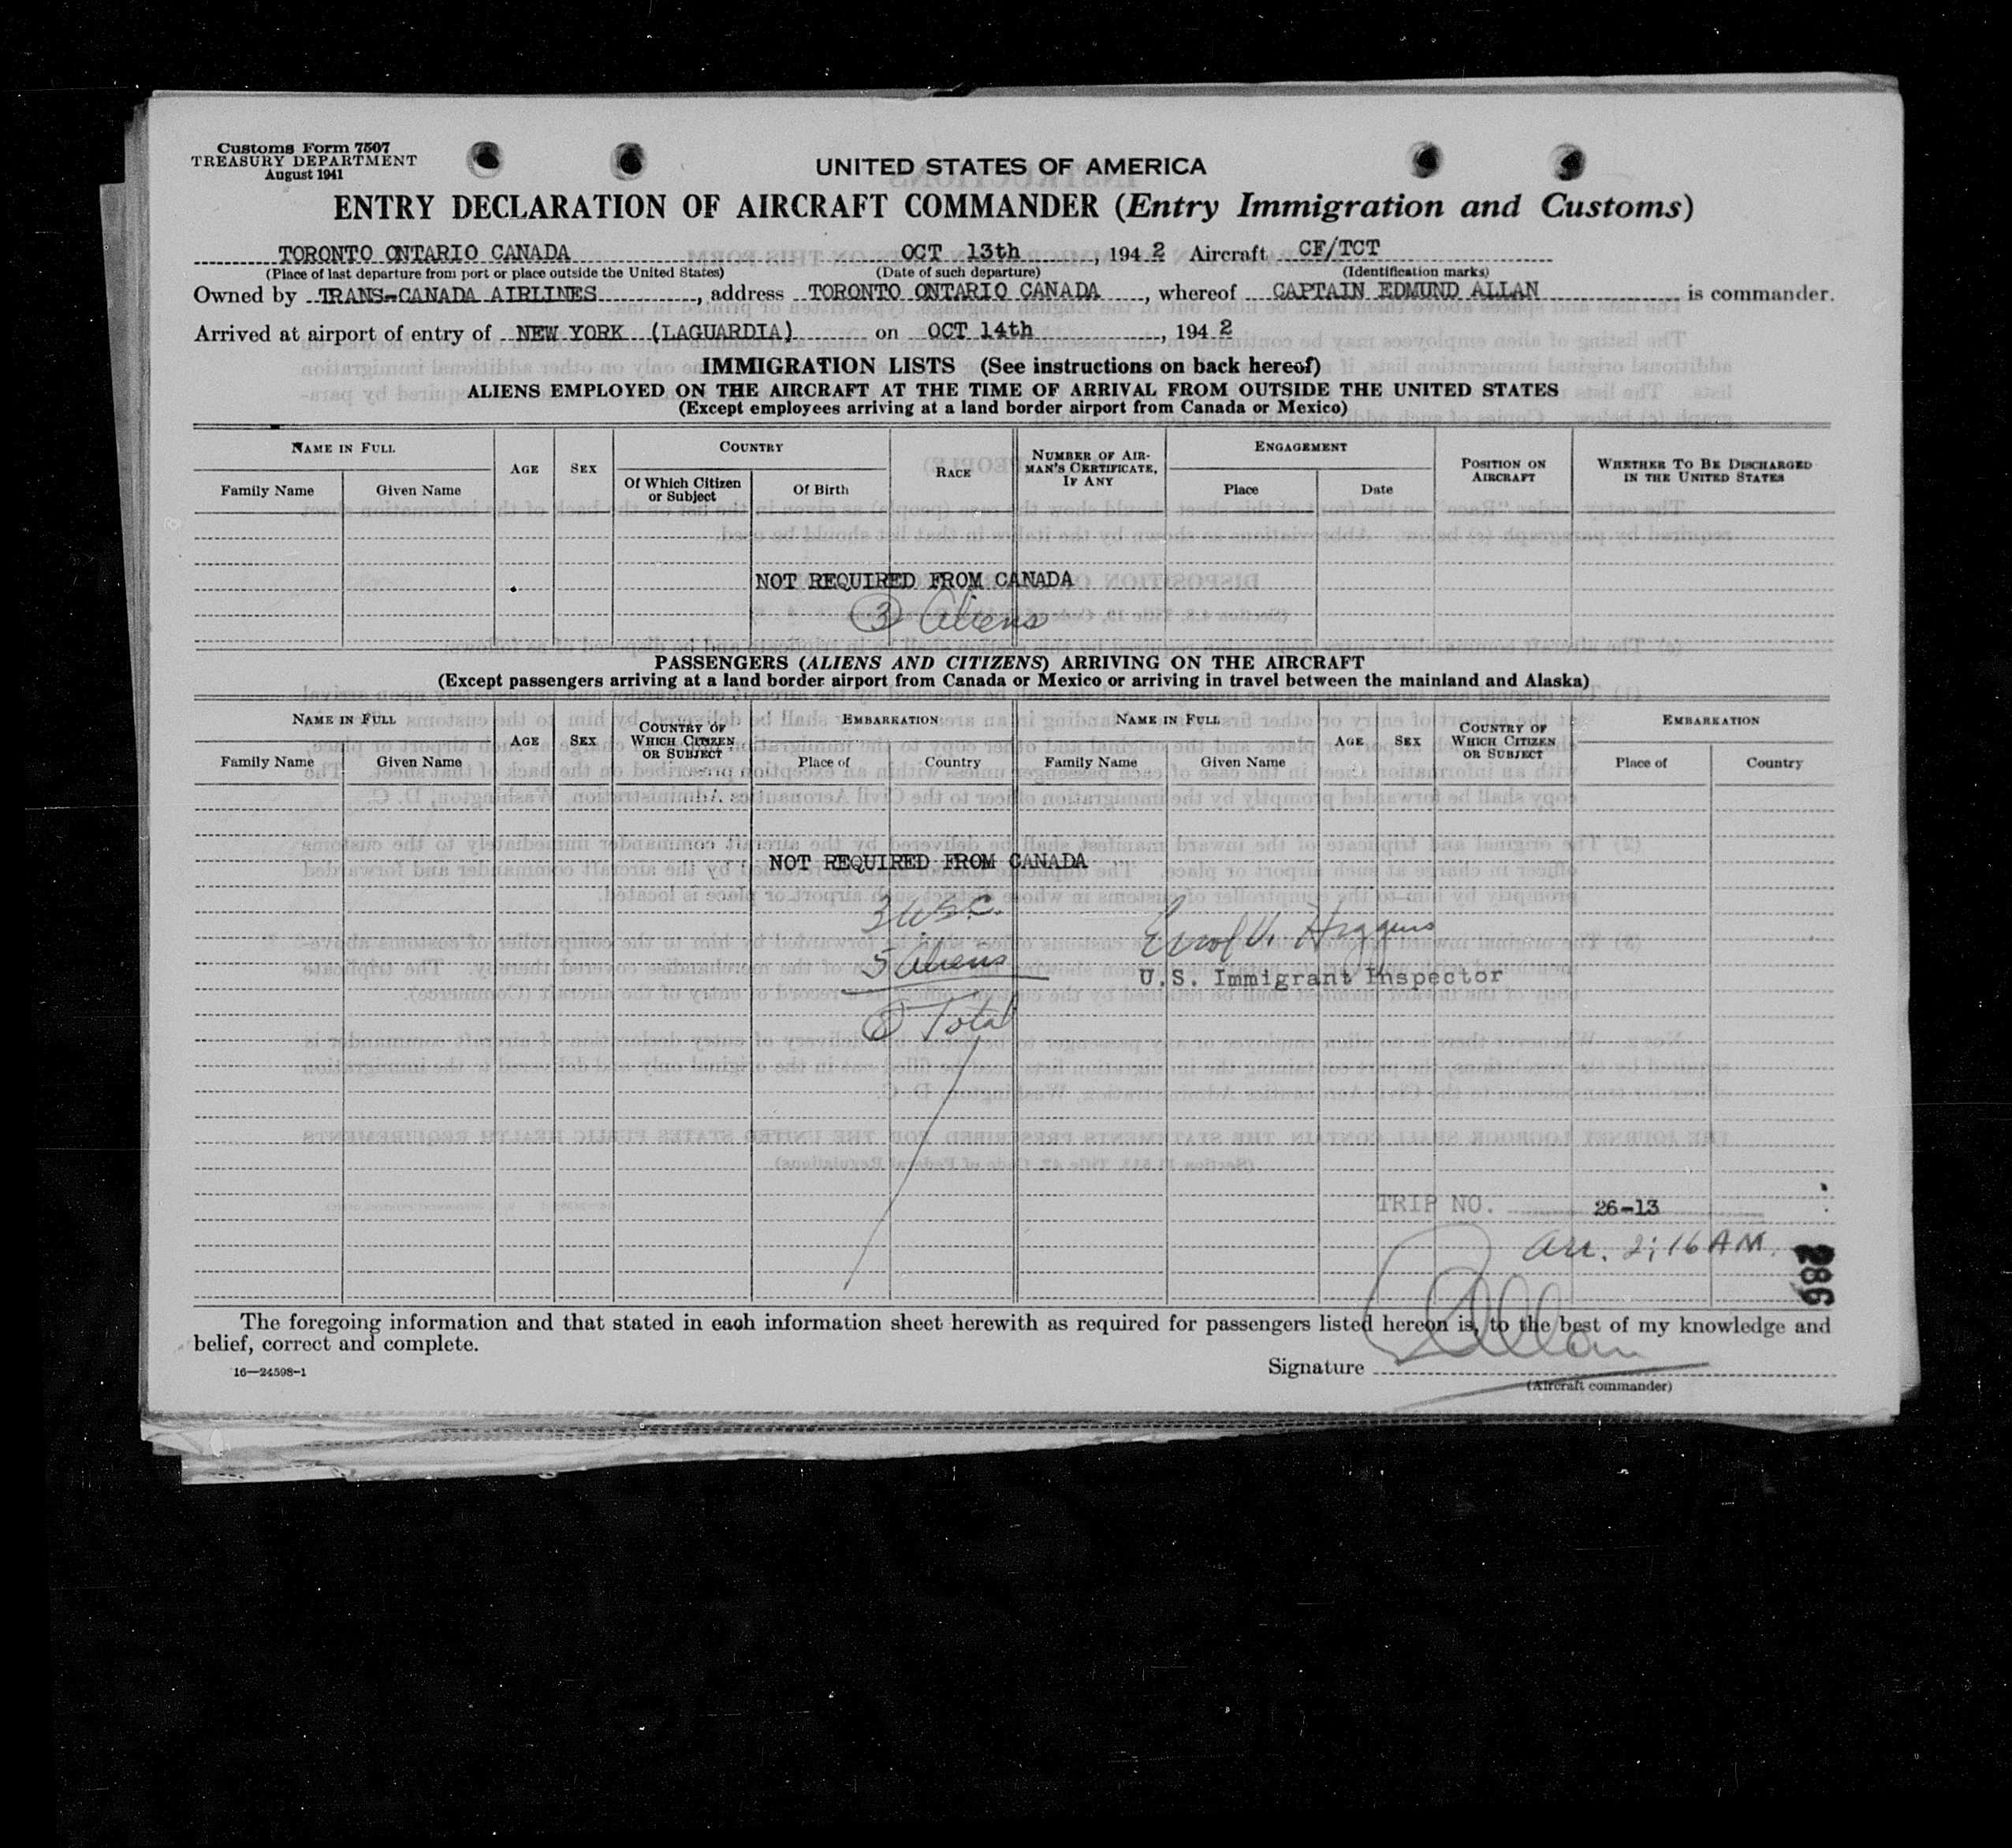 Customs Form 7507
TREASURY DEPARTMENT
August 1941
UNITED STATES OF AMERICA
ENTRY DECLARATION OF AIRCRAFT COMMANDER (Entry Immigration and Customs)
TORONTO ONTARIO CANADA OCT 13th, 1942 Aircraft CF/TCT
(Place of last departure from port or place outside the United States) (Date of such departure) (Identification marks)
Owned by TRANS-CANADA AIRLINES, address TORONTO ONTARIO CANADA, whereof CAPTAIN EDMUND ALLAN is commander.
Arrived at airport of entry of NEW YORK (LAGUARDIA) on OCT 14th, 1942
IMMIGRATION LISTS (See instructions on back hereof)
ALIENS EMPLOYED ON THE AIRCRAFT AT THE TIME OF ARRIVAL FROM OUTSIDE THE UNITED STATES
(Except employees arriving at a land border airport from Canada or Mexico)
NAME IN FULL AGE SEX COUNTRY RACE NUMBER OF AIRMAN'S CERTIFICATE, IF ANY ENGAGEMENT POSITION ON AIRCRAFT WHETHER TO BE DISCHARGED IN THE UNITED STATES
Family Name Given Name Of Which Citizen or Subject Of Birth Place Date
NOT REQUIRED FROM CANADA
3 Aliens
PASSENGERS (ALIENS AND CITIZENS) ARRIVING ON THE AIRCRAFT
(Except passengers arriving at a land border airport from Canada or Mexico or arriving in travel between the mainland and Alaska)
NAME IN FULL AGE SEX COUNTRY OF WHICH CITIZEN OR SUBJECT EMBARKATION NAME IN FULL AGE SEX COUNTRY OF WHICH CITIZEN OR SUBJECT EMBARKATION
Family Name Given Name Place of Country Family Name Given Name Place of Country
NOT REQUIRED FROM CANADA
3 USC.
5 Aliens
8 Total
Errol V. Higgins
U.S. Immigrant Inspector
TRIP NO. 26-13
Arr. 2:16 AM.
286
The foregoing information and that stated in each information sheet herewith as required for passengers listed hereon is, to the best of my knowledge and
belief, correct and complete.
16—24598-1
Signature Allan
(Aircraft commander)